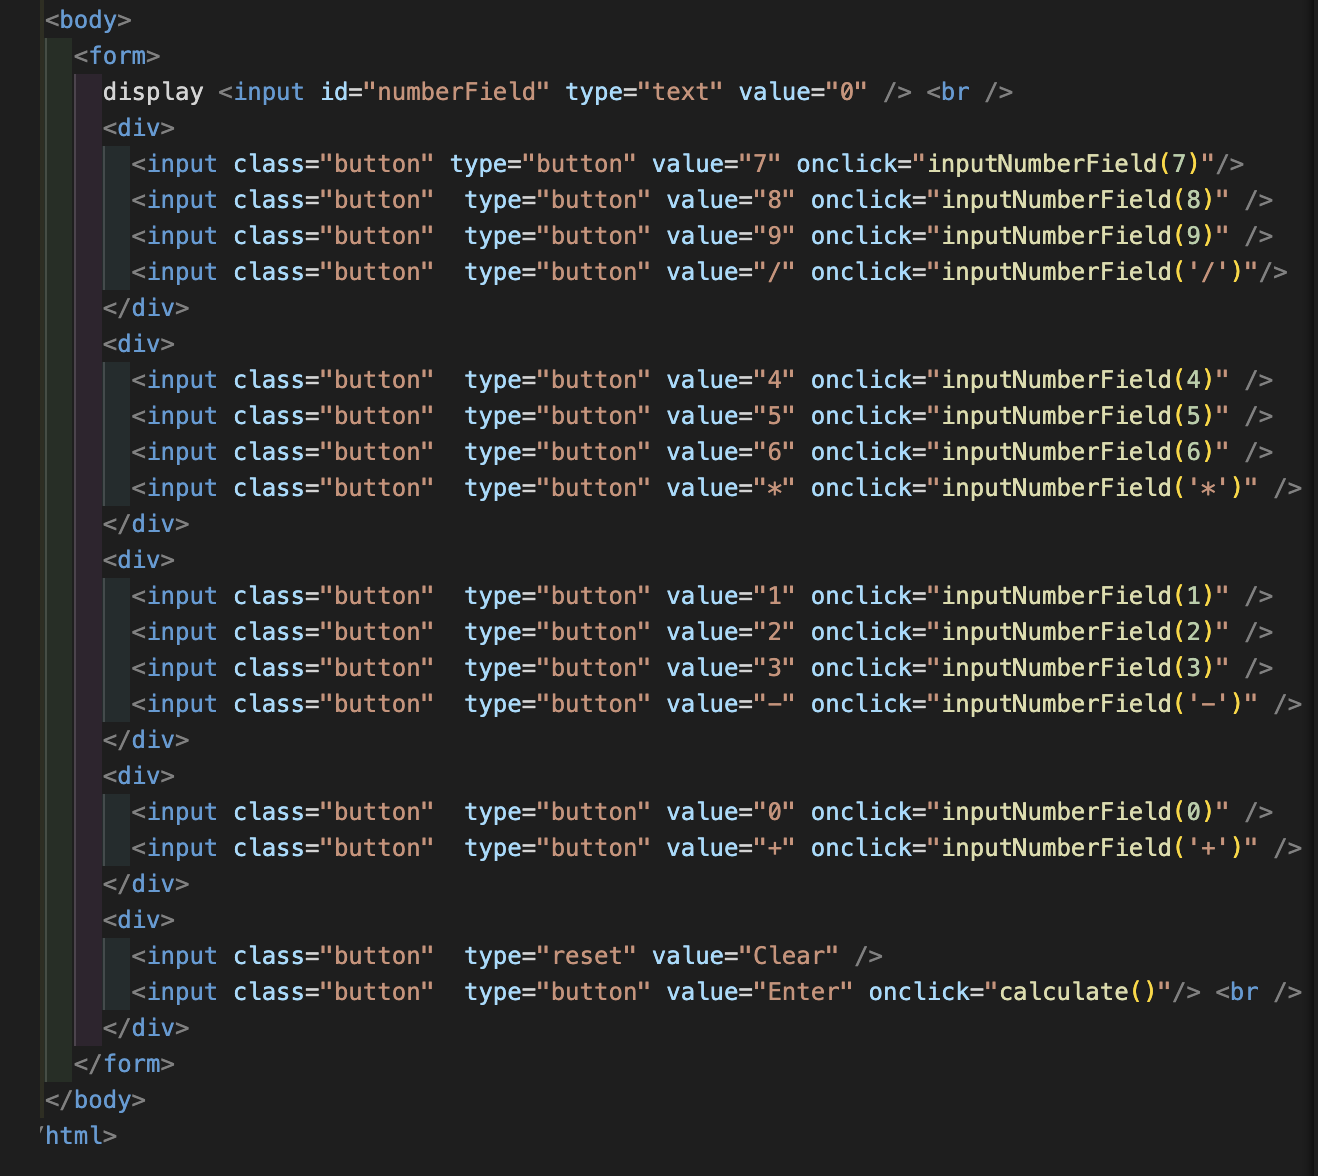 <body>
<form>
display <input id="numberField" type="text" value="0" /> <br />
<div>
<input class="button" type="button" value="7" onclick="inputNumberField(7)"/>
<input class="button"  type="button" value="8" onclick="inputNumberField(8)" />
<input class="button"  type="button" value="9" onclick="inputNumberField(9)" />
<input class="button"  type="button" value="/" onclick="inputNumberField('/')"/>
</div>
<div>
<input class="button"  type="button" value="4" onclick="inputNumberField(4)" />
<input class="button"  type="button" value="5" onclick="inputNumberField(5)" />
<input class="button"  type="button" value="6" onclick="inputNumberField(6)" />
<input class="button"  type="button" value="*" onclick="inputNumberField('*')" />
</div>
<div>
<input class="button"  type="button" value="1" onclick="inputNumberField(1)" />
<input class="button"  type="button" value="2" onclick="inputNumberField(2)" />
<input class="button"  type="button" value="3" onclick="inputNumberField(3)" />
<input class="button"  type="button" value="-" onclick="inputNumberField('-')" />
</div>
<div>
<input class="button"  type="button" value="0" onclick="inputNumberField(0)" />
<input class="button"  type="button" value="+" onclick="inputNumberField('+')" />
</div>
<div>
<input class="button"  type="reset" value="Clear" />
<input class="button"  type="button" value="Enter" onclick="calculate()"/> <br />
</div>
</form>
</body>
/html>